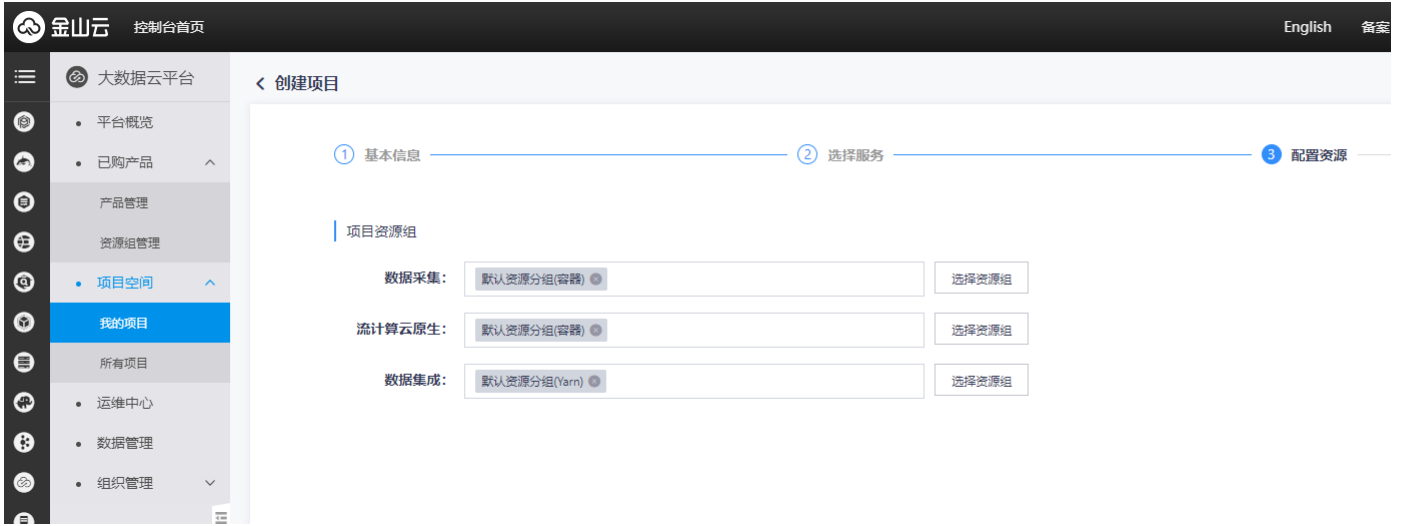 金山云 控制台首页 English 备案
大数据云平台
创建项目
平台概览
已购产品
产品管理
资源组管理
项目空间
我的项目
所有项目
运维中心
数据管理
组织管理
1 基本信息 2 选择服务 3 配置资源
项目资源组
数据采集: 默认资源分组(容器) 选择资源组
流计算云原生: 默认资源分组(容器) 选择资源组
数据集成: 默认资源分组(Yarn) 选择资源组